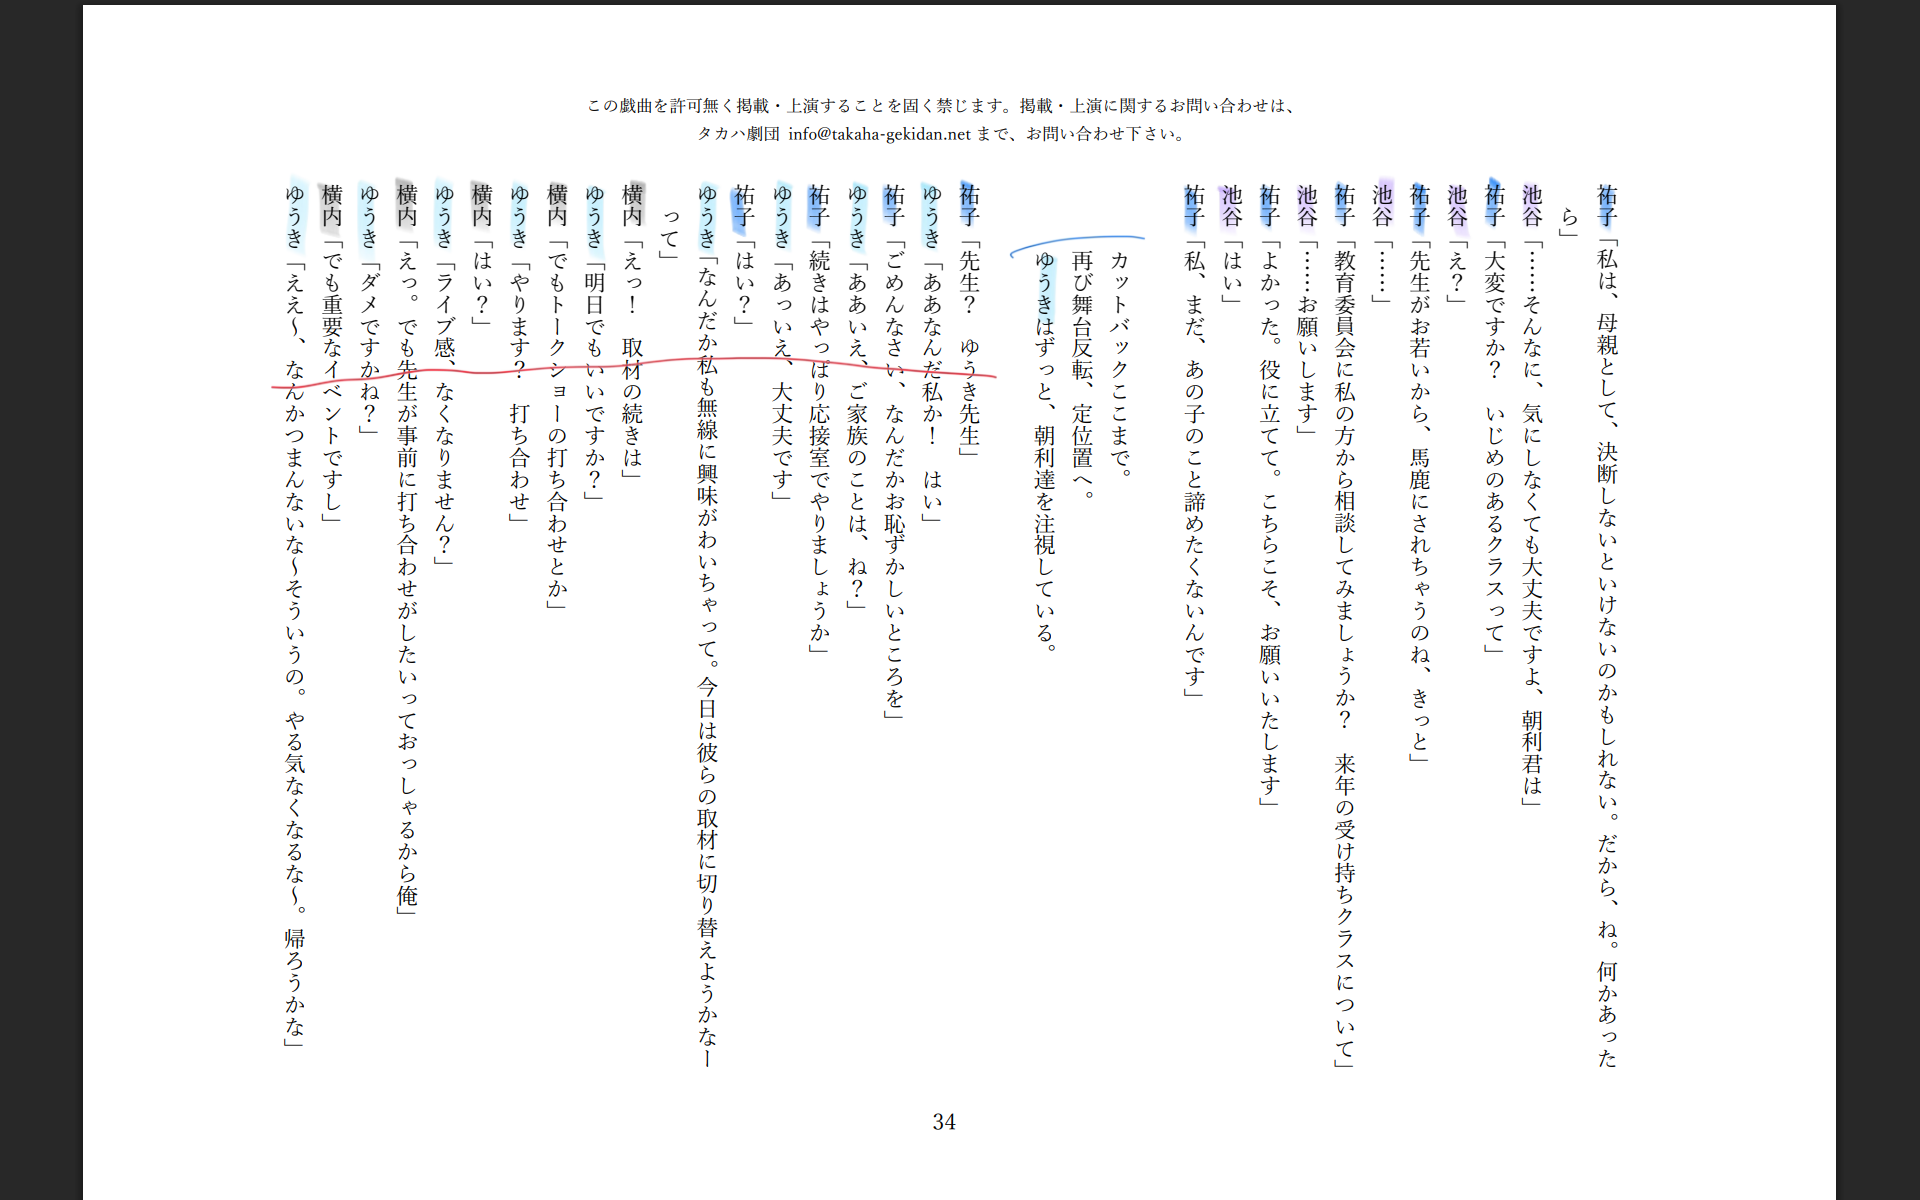 この戯曲を許可無く掲載・上演することを固く禁じます。掲載・上演に関するお問い合わせは、
タカハ劇団 info@takaha-gekidan.net まで、お問い合わせ下さい。
祐子「私は、母親として、決断しないといけないのかもしれない。だから、ね。何かあった
ら」
池谷「……そんなに、気にしなくても大丈夫ですよ、朝利君は」
祐子「大変ですか？　いじめのあるクラスって」
池谷「え？」
祐子「先生がお若いから、馬鹿にされちゃうのね、きっと」
池谷「……」
祐子「教育委員会に私の方から相談してみましょうか？　来年の受け持ちクラスについて」
池谷「……お願いします」
祐子「よかった。役に立てて。こちらこそ、お願いいたします」
池谷「はい」
祐子「私、まだ、あの子のこと諦めたくないんです」
カットバックここまで。
再び舞台反転、定位置へ。
ゆうきはずっと、朝利達を注視している。
祐子「先生？　ゆうき先生」
ゆうき「ああなんだ私か！　はい」
祐子「ごめんなさい、なんだかお恥ずかしいところを」
ゆうき「ああいえ、ご家族のことは、ね？」
祐子「続きはやっぱり応接室でやりましょうか」
ゆうき「あっいえ、大丈夫です」
祐子「はい？」
ゆうき「なんだか私も無線に興味がわいちゃって。今日は彼らの取材に切り替えようかなー
って」
横内「えっ！　取材の続きは」
ゆうき「明日でもいいですか？」
横内「でもトークショーの打ち合わせとか」
ゆうき「やります？　打ち合わせ」
横内「はい？」
ゆうき「ライブ感、なくなりません？」
横内「えっ。でも先生が事前に打ち合わせがしたいっておっしゃるから俺」
ゆうき「ダメですかね？」
横内「でも重要なイベントですし」
ゆうき「ええ〜、なんかつまんないな〜そういうの。やる気なくなるな〜。帰ろうかな」
34